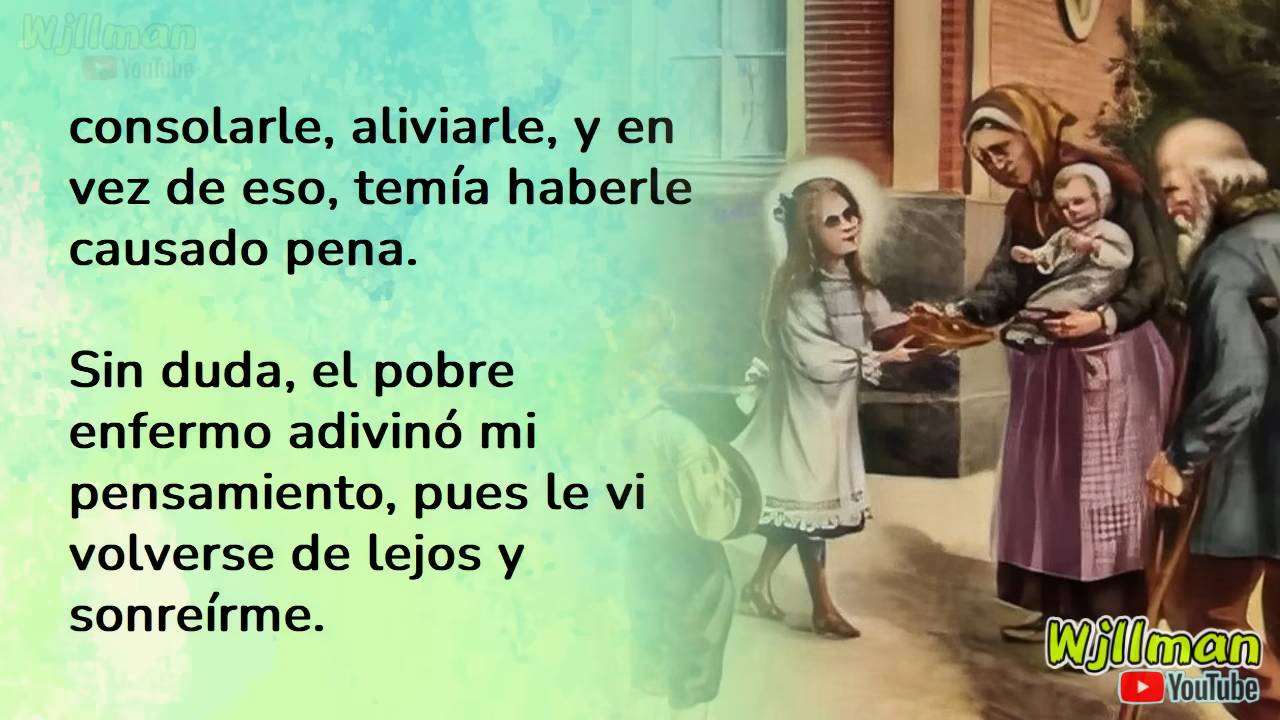 Wjllman
YouTube
consolarle, aliviarle, y en
vez de eso, temía haberle
causado pena.
Sin duda, el pobre
enfermo adivinó mi
pensamiento, pues le vi
volverse de lejos y
sonreírme.
Wjllman
YouTube